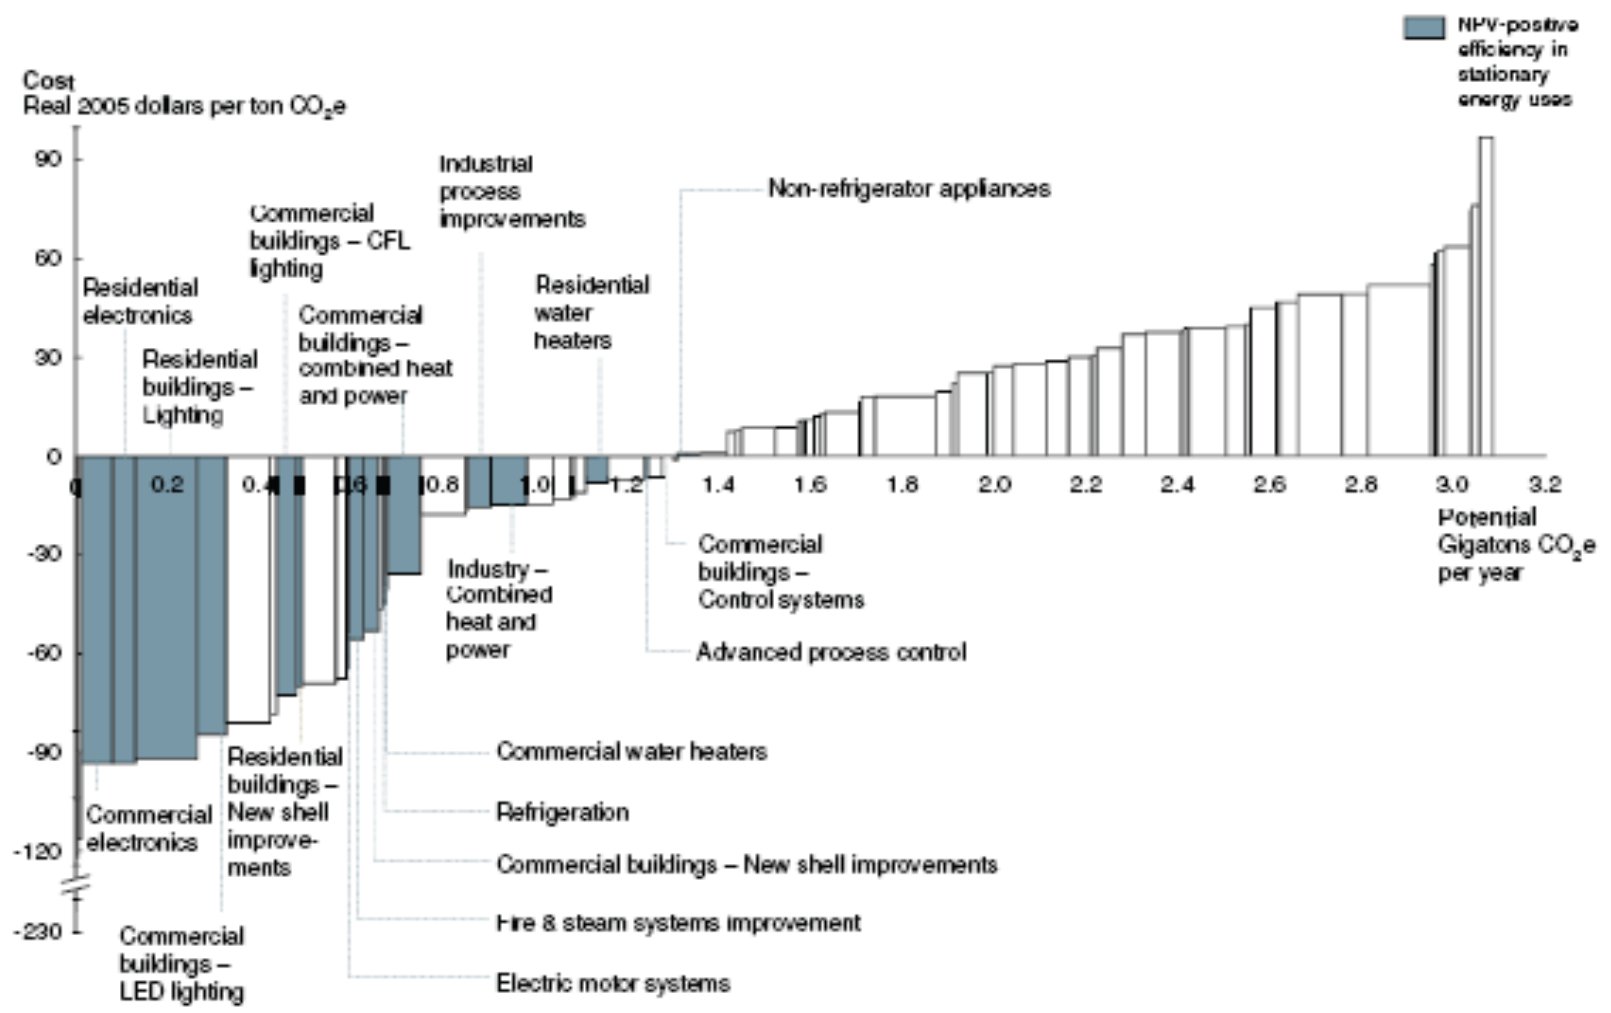 NPV-positive
efficiency in
stationary
energy uses
Cost
Real 2005 dollars per ton CO₂e
90
60
30
0
-30
-60
-90
-120
-230
Residential
electronics
Residential
buildings –
Lighting
Commercial
buildings – CFL
lighting
Commercial
buildings –
combined heat
and power
Industrial
process
improvements
Residential
water
heaters
Non-refrigerator appliances
0 0.2 0.4 0.6 0.8 1.0 1.2 1.4 1.6 1.8 2.0 2.2 2.4 2.6 2.8 3.0 3.2
Potential
Gigatons CO₂e
per year
Industry –
Combined
heat and
power
Commercial
buildings –
Control systems
Advanced process control
Commercial water heaters
Refrigeration
Commercial buildings – New shell improvements
Fire & steam systems improvement
Electric motor systems
Residential
buildings –
New shell
improve-
ments
Commercial
electronics
Commercial
buildings –
LED lighting